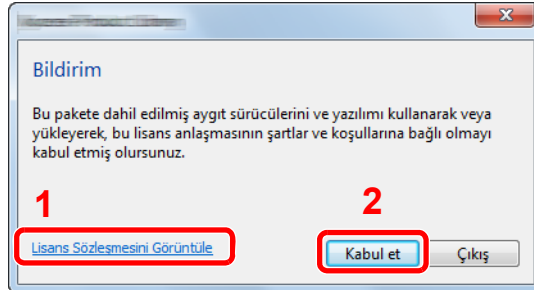 Bildirim
Bu pakete dahil edilmiş aygıt sürücülerini ve yazılımı kullanarak veya
yükleyerek, bu lisans anlaşmasının şartlar ve koşullarına bağlı olmayı
kabul etmiş olursunuz.
1
2
Lisans Sözleşmesini Görüntüle
Kabul et
Çıkış